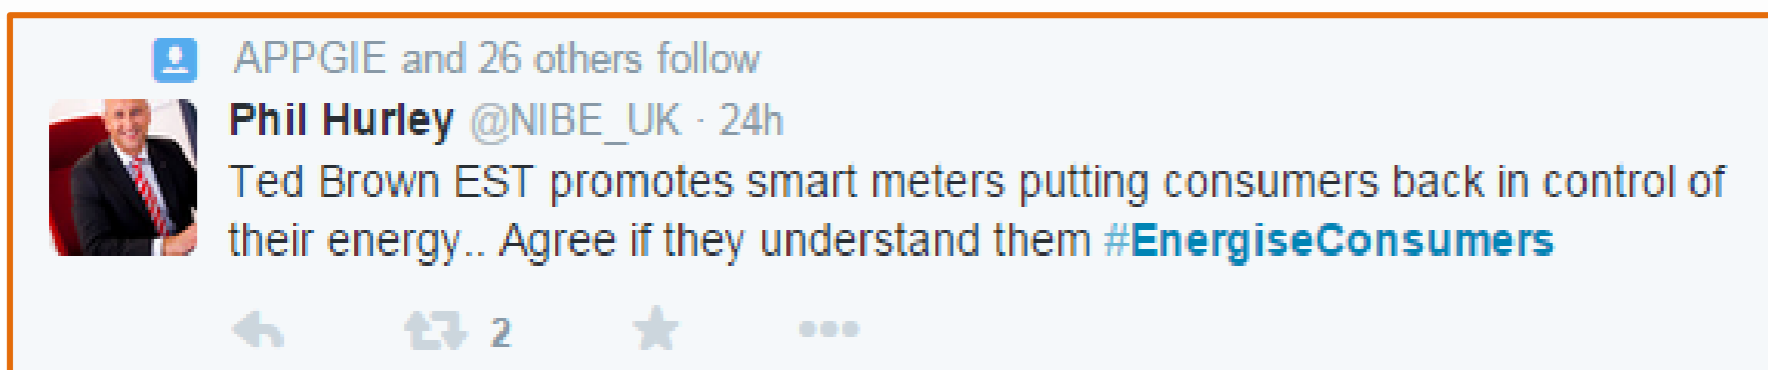 APPGIE and 26 others follow
Phil Hurley @NIBE_UK · 24h
Ted Brown EST promotes smart meters putting consumers back in control of
their energy.. Agree if they understand them #EnergiseConsumers
2